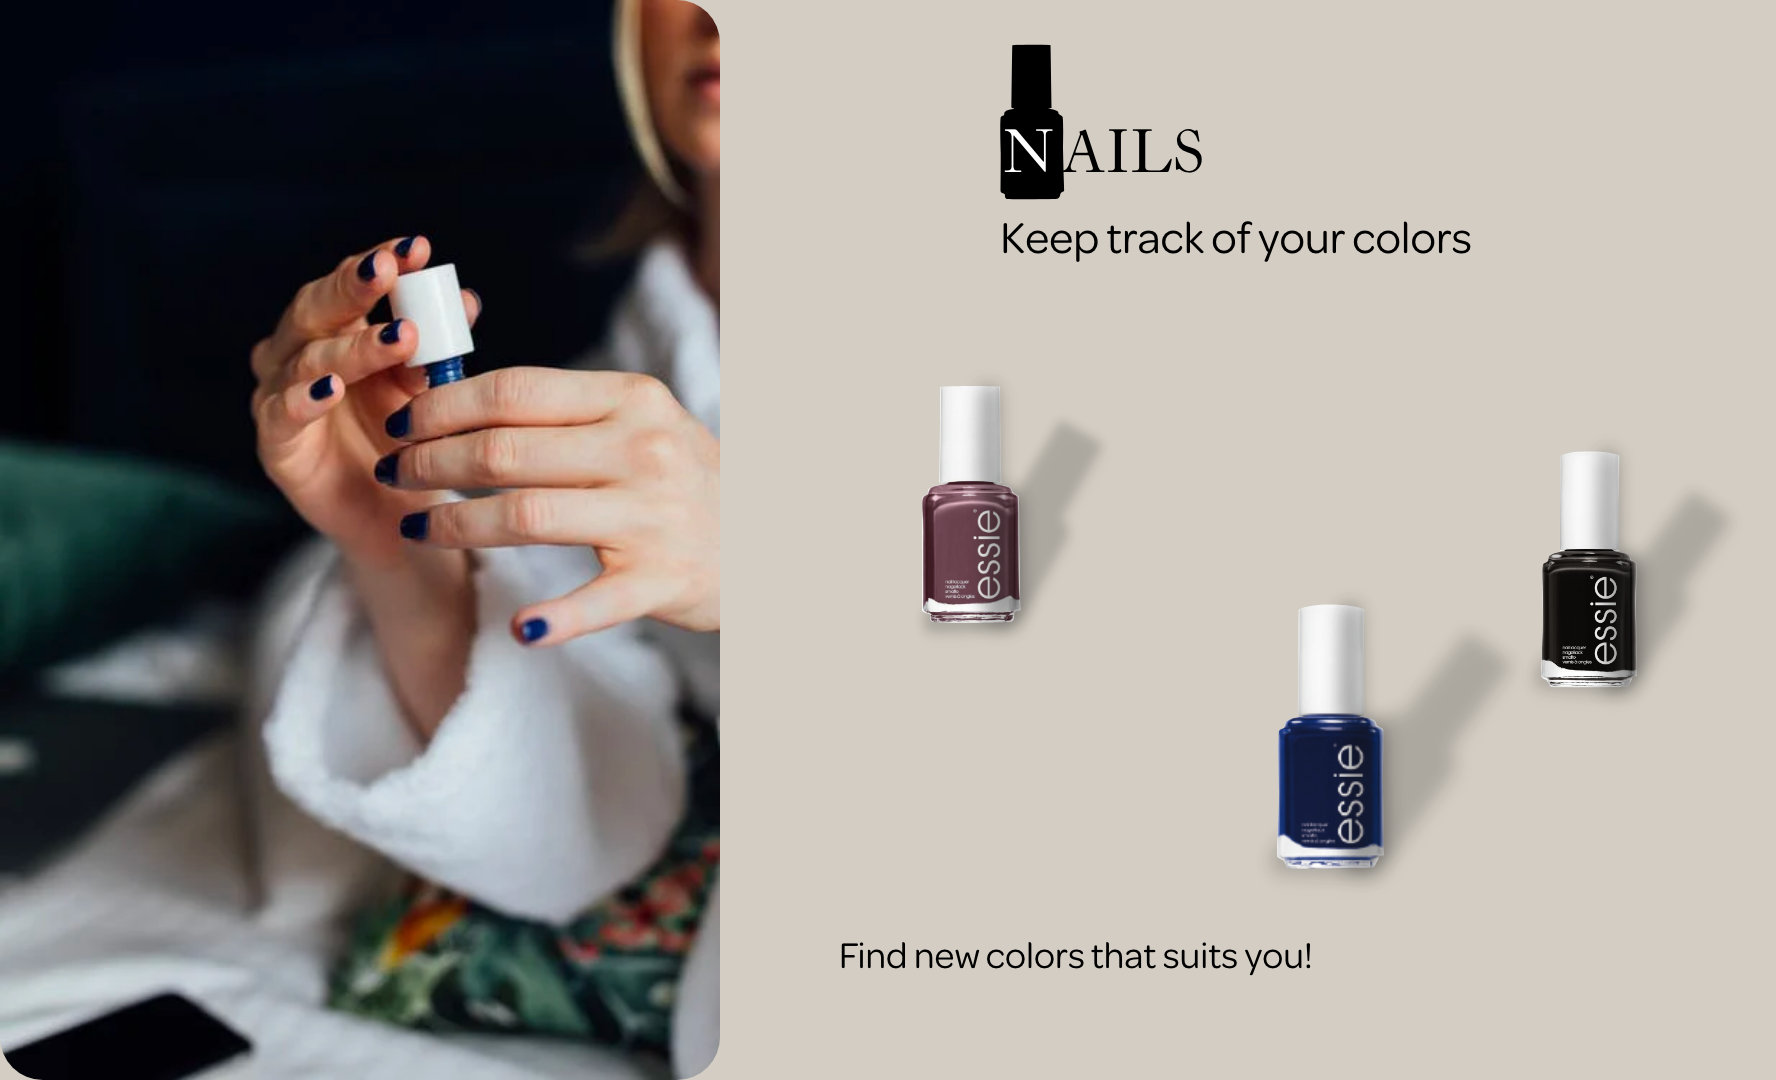 NAILS
Keep track of your colors
essie
essie
essie
Find new colors that suits you!